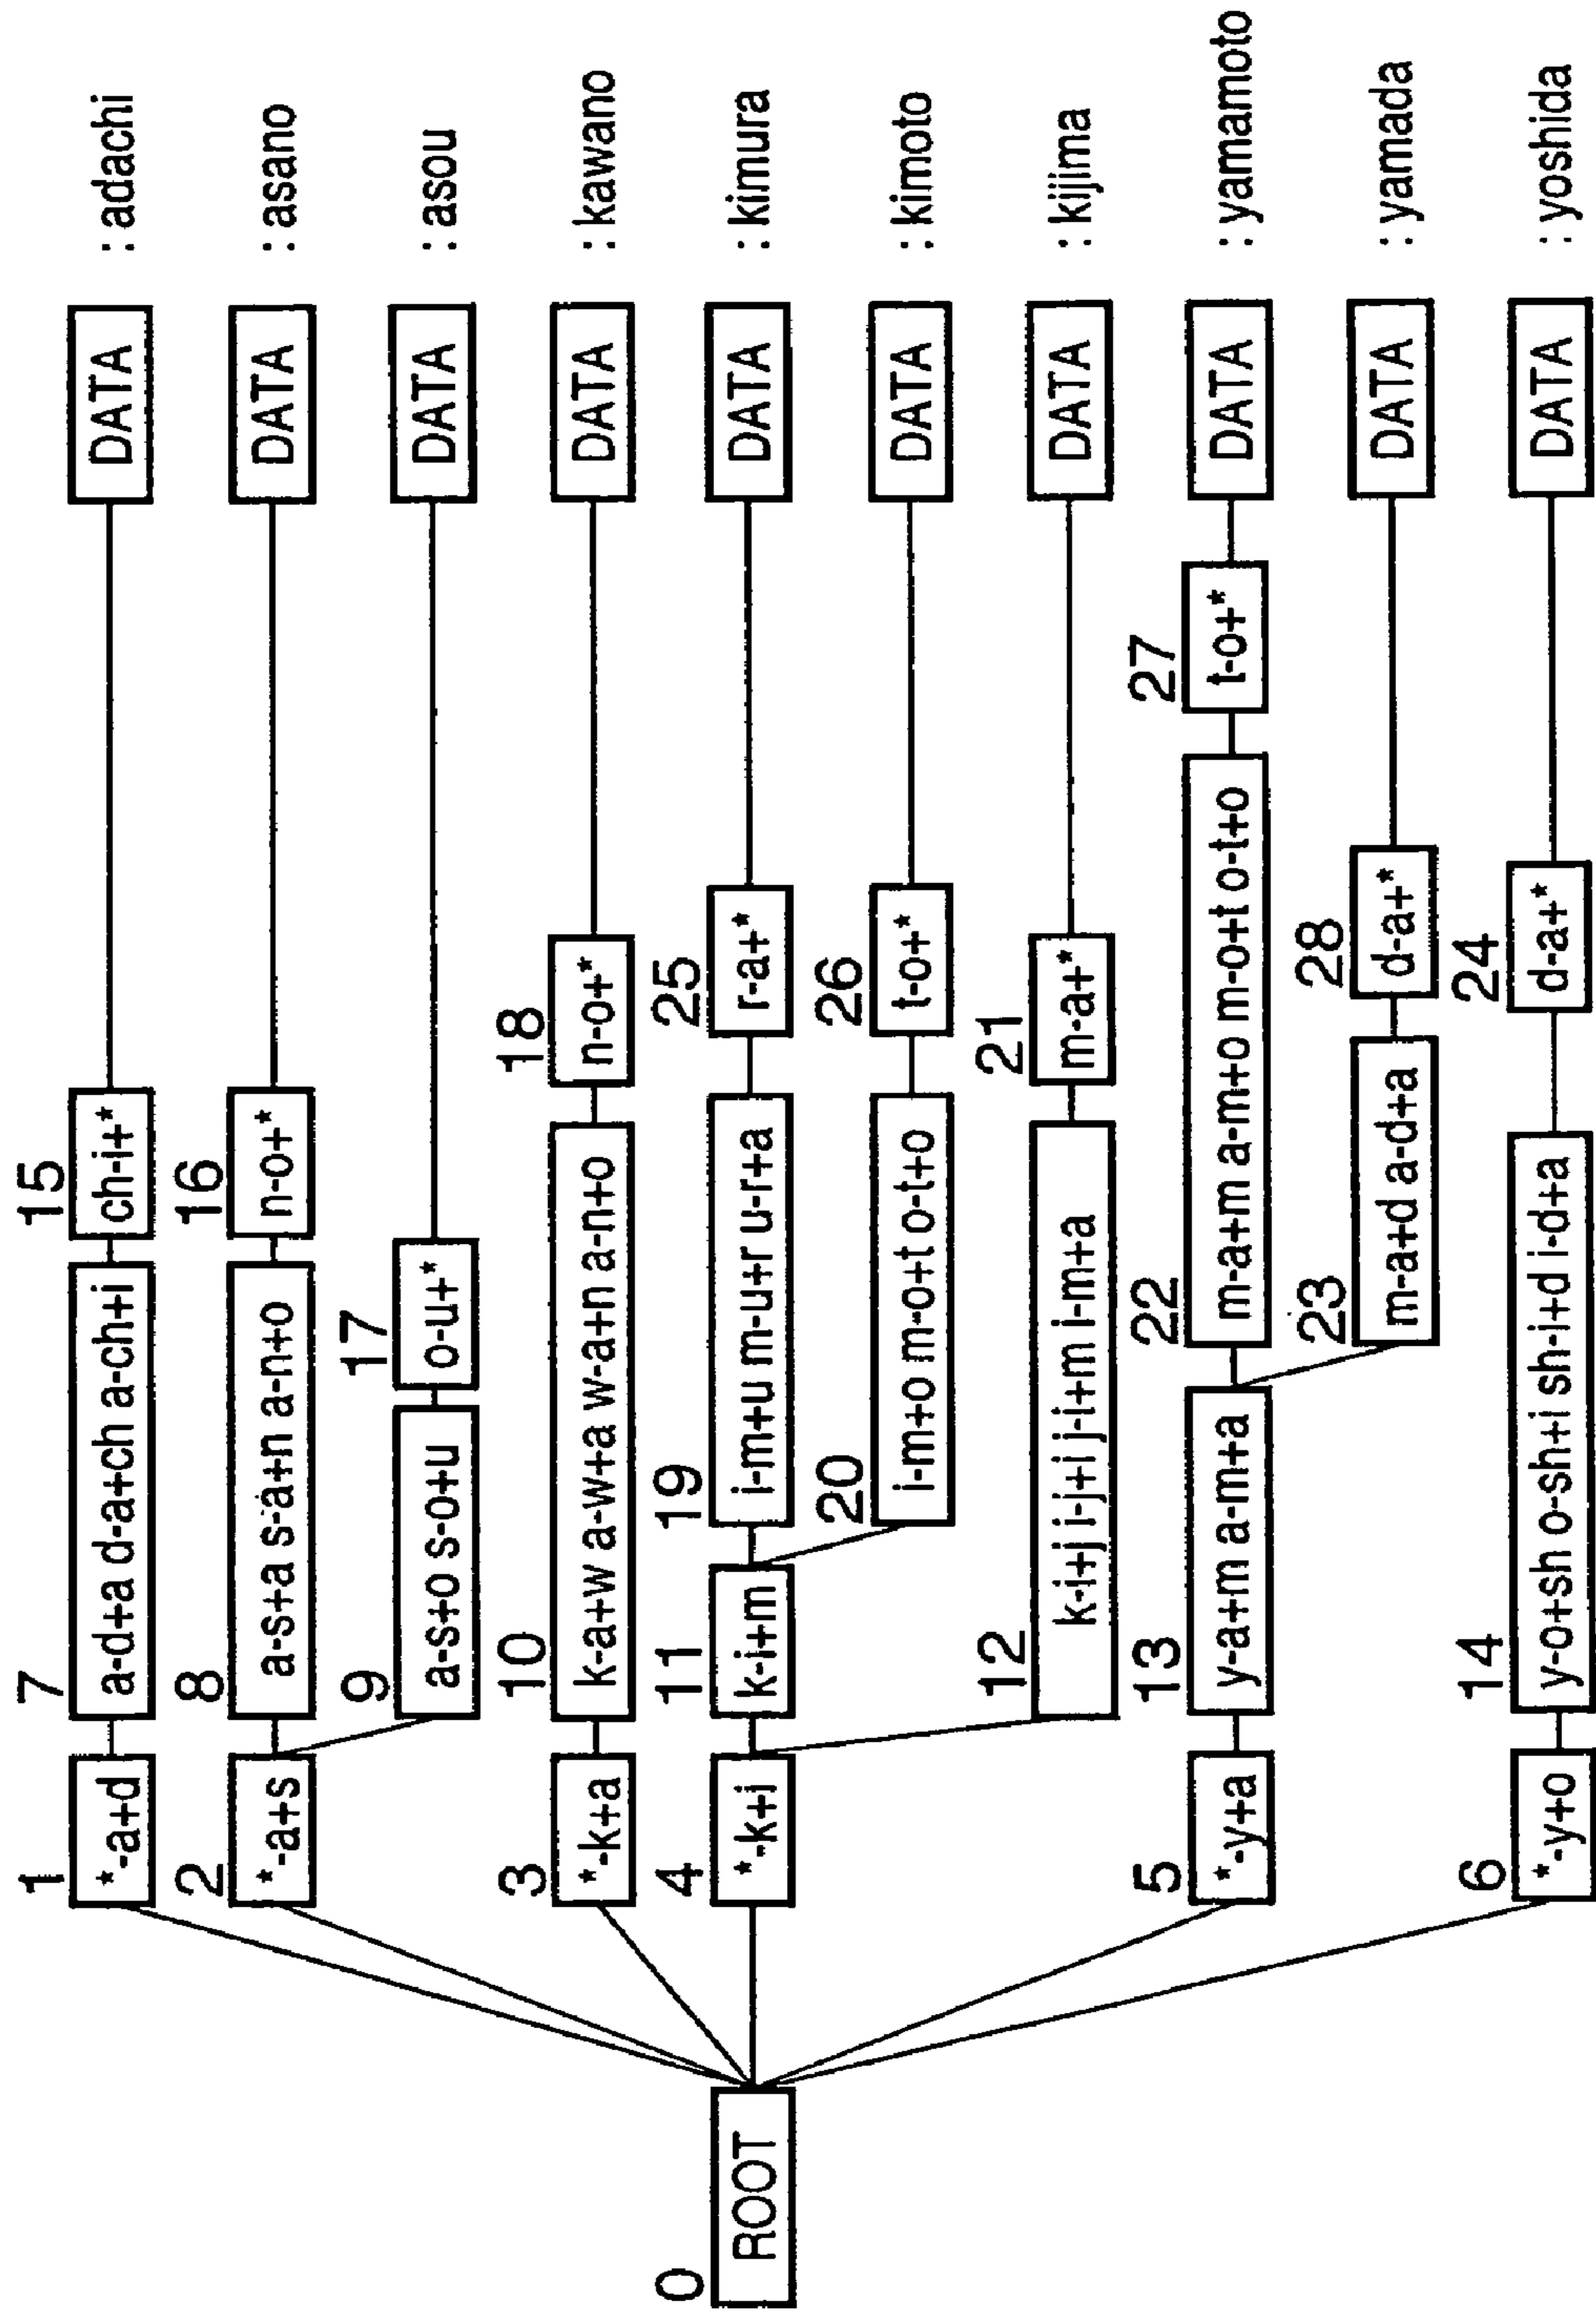 1 7 15
*-a+d a-d+a d-a+ch a-ch+i ch-i+* DATA : adachi
2 8 16
*-a+s a-s+a s-a+n a-n+o n-o+* DATA : asano
9 17
a-s+o s-o+u o-u+* DATA : asou
3 10 18
*-k+a k-a+w a-w+a w-a+n a-n+o n-o+* DATA : kawano
0 4 11 19 25
ROOT *-k+i k-i+m i-m+u m-u+r u-r+a r-a+* DATA : kimura
20 26
i-m+o m-o+t o-t+o t-o+* DATA : kimoto
12 21
k-i+j i-j+i j-i+m i-m+a m-a+* DATA : kijima
5 13 22 27
*-y+a y-a+m a-m+a m-a+m a-m+o m-o+t o-t+o t-o+* DATA : yamamoto
23 28
m-a+d a-d+a d-a+* DATA : yamada
6 14 24
*-y+o y-o+sh o-sh+i sh-i+d i-d+a d-a+* DATA : yoshida